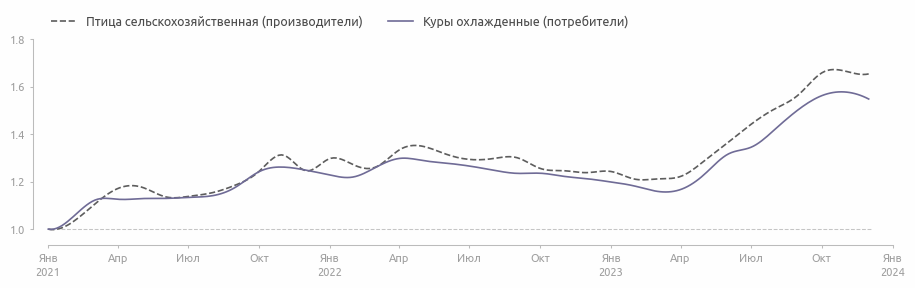 Птица сельскохозяйственная (производители) Куры охлажденные (потребители)
1.8
1.6
1.4
1.2
1.0
Янв Апр Июл Окт Янв Апр Июл Окт Янв Апр Июл Окт Янв
2021 2022 2023 2024